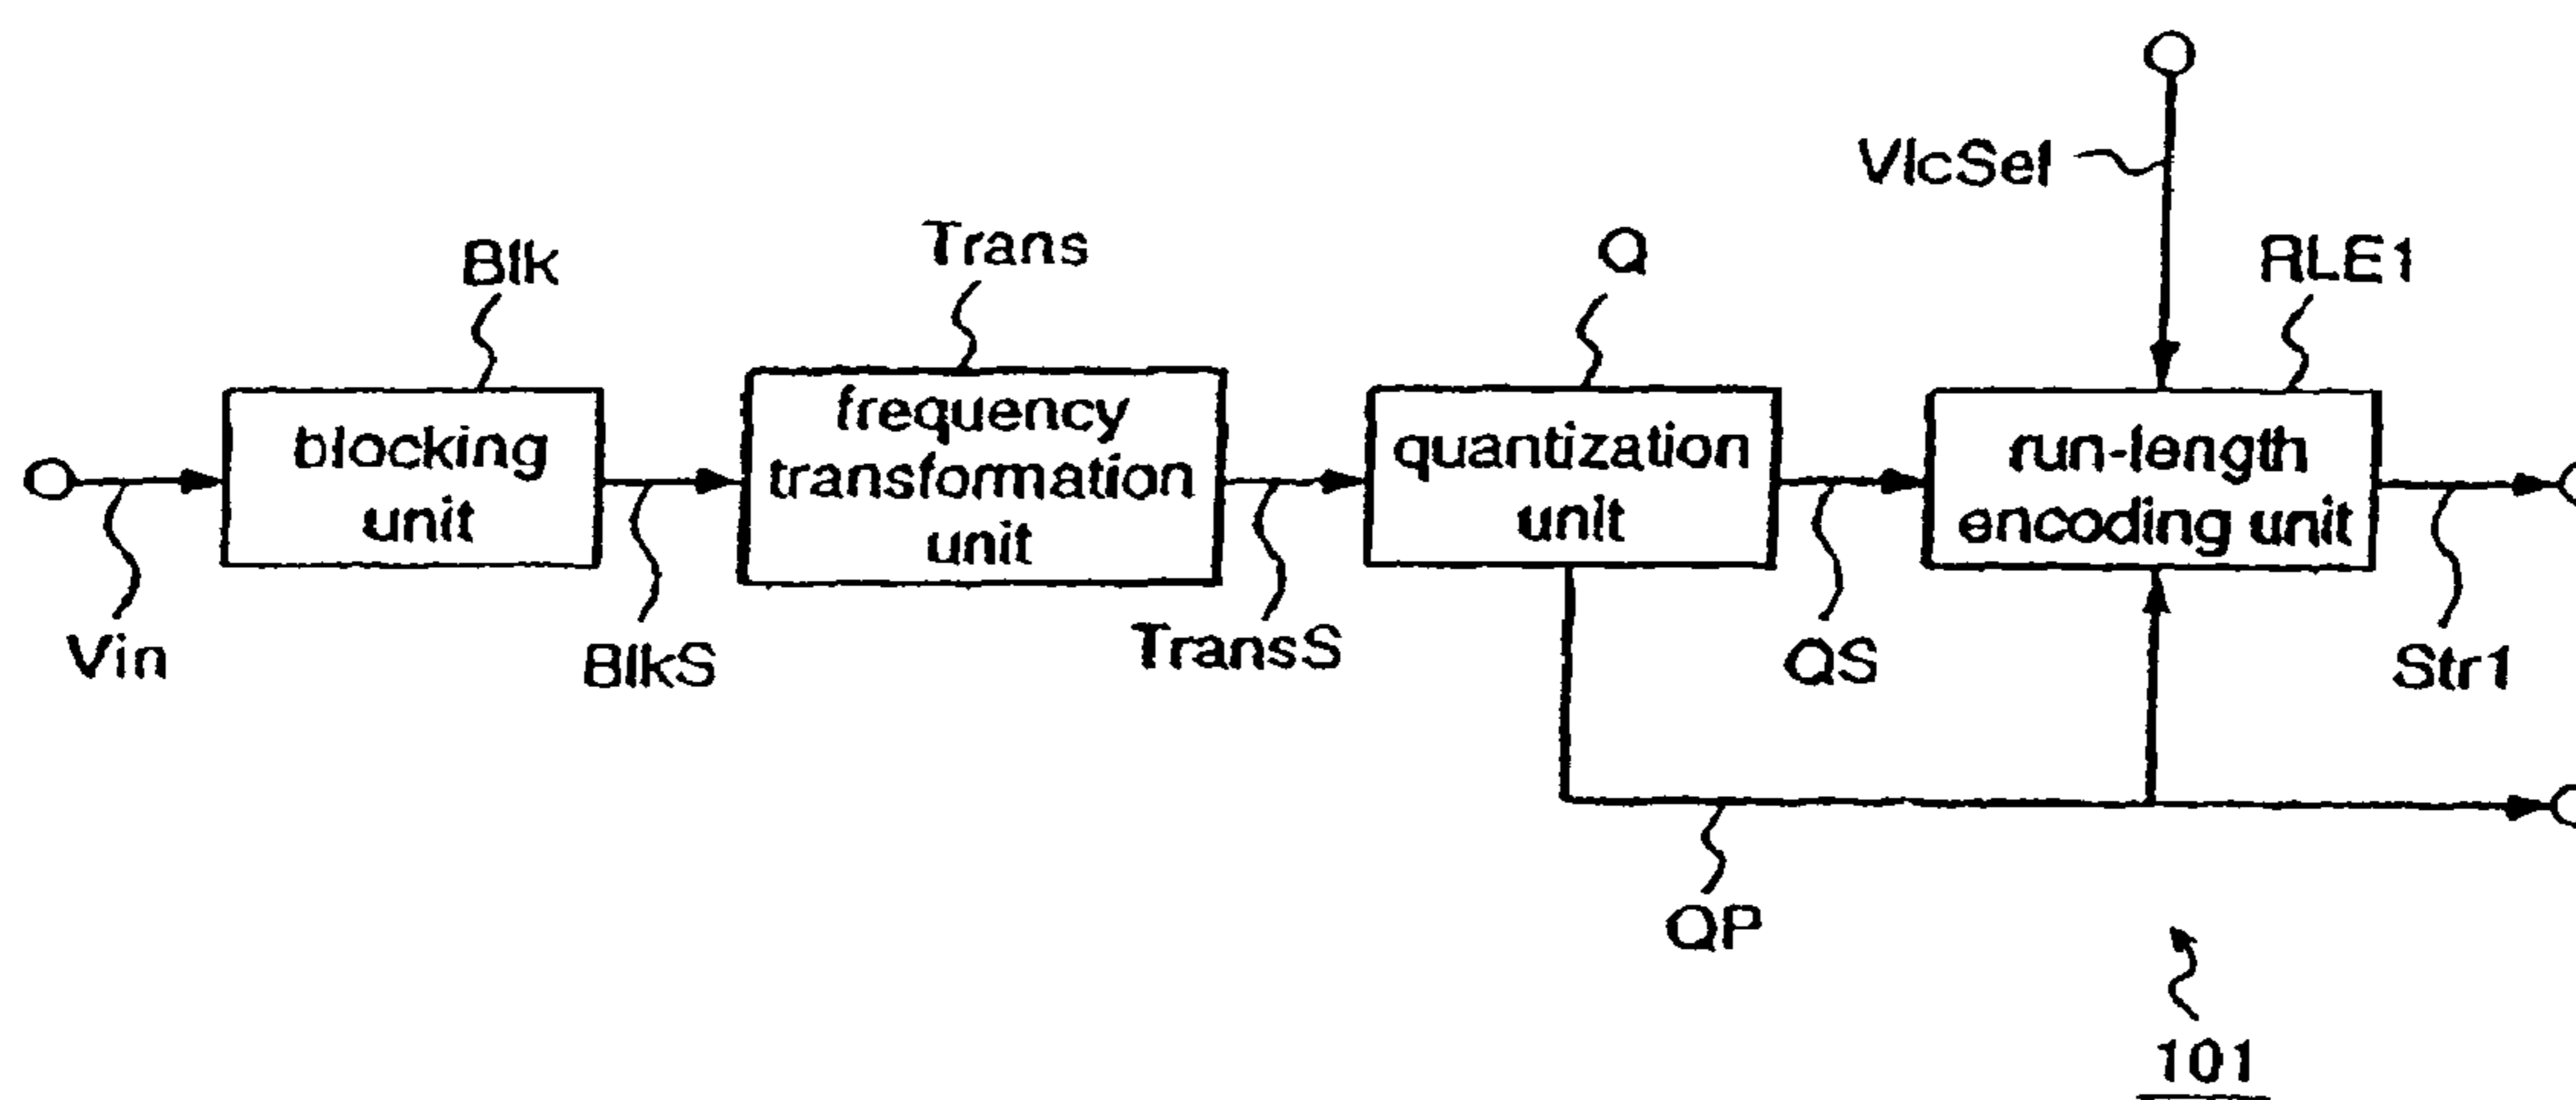 VlcSel
Blk
Trans
Q
RLE1
blocking
unit
frequency
transformation
unit
quantization
unit
run-length
encoding unit
Vin
BlkS
TransS
QS
Str1
QP
101